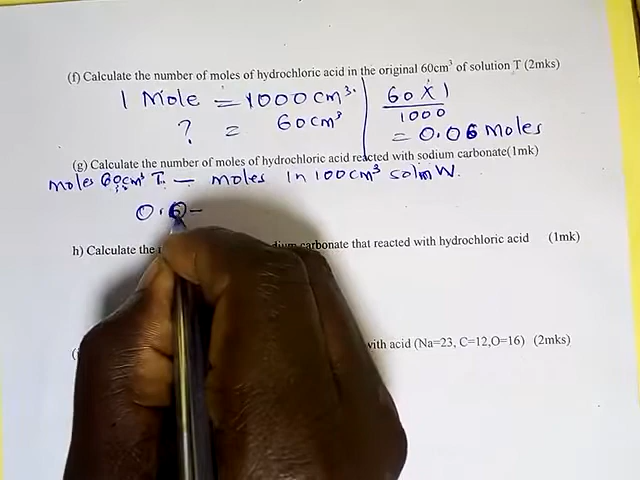 (f) Calculate the number of moles of hydrochloric acid in the original 60cm³ of solution T (2mks)
1 Mole = 1000cm³. 60 X 1
1000
? = 60cm³
= 0.06 Moles
(g) Calculate the number of moles of hydrochloric acid reacted with sodium carbonate(1mk)
moles 60cm³ T. — moles in 100cm³ soln W.
0.0 –
h) Calculate the carbonate that reacted with hydrochloric acid (1mk)
with acid (Na=23, C=12,O=16) (2mks)